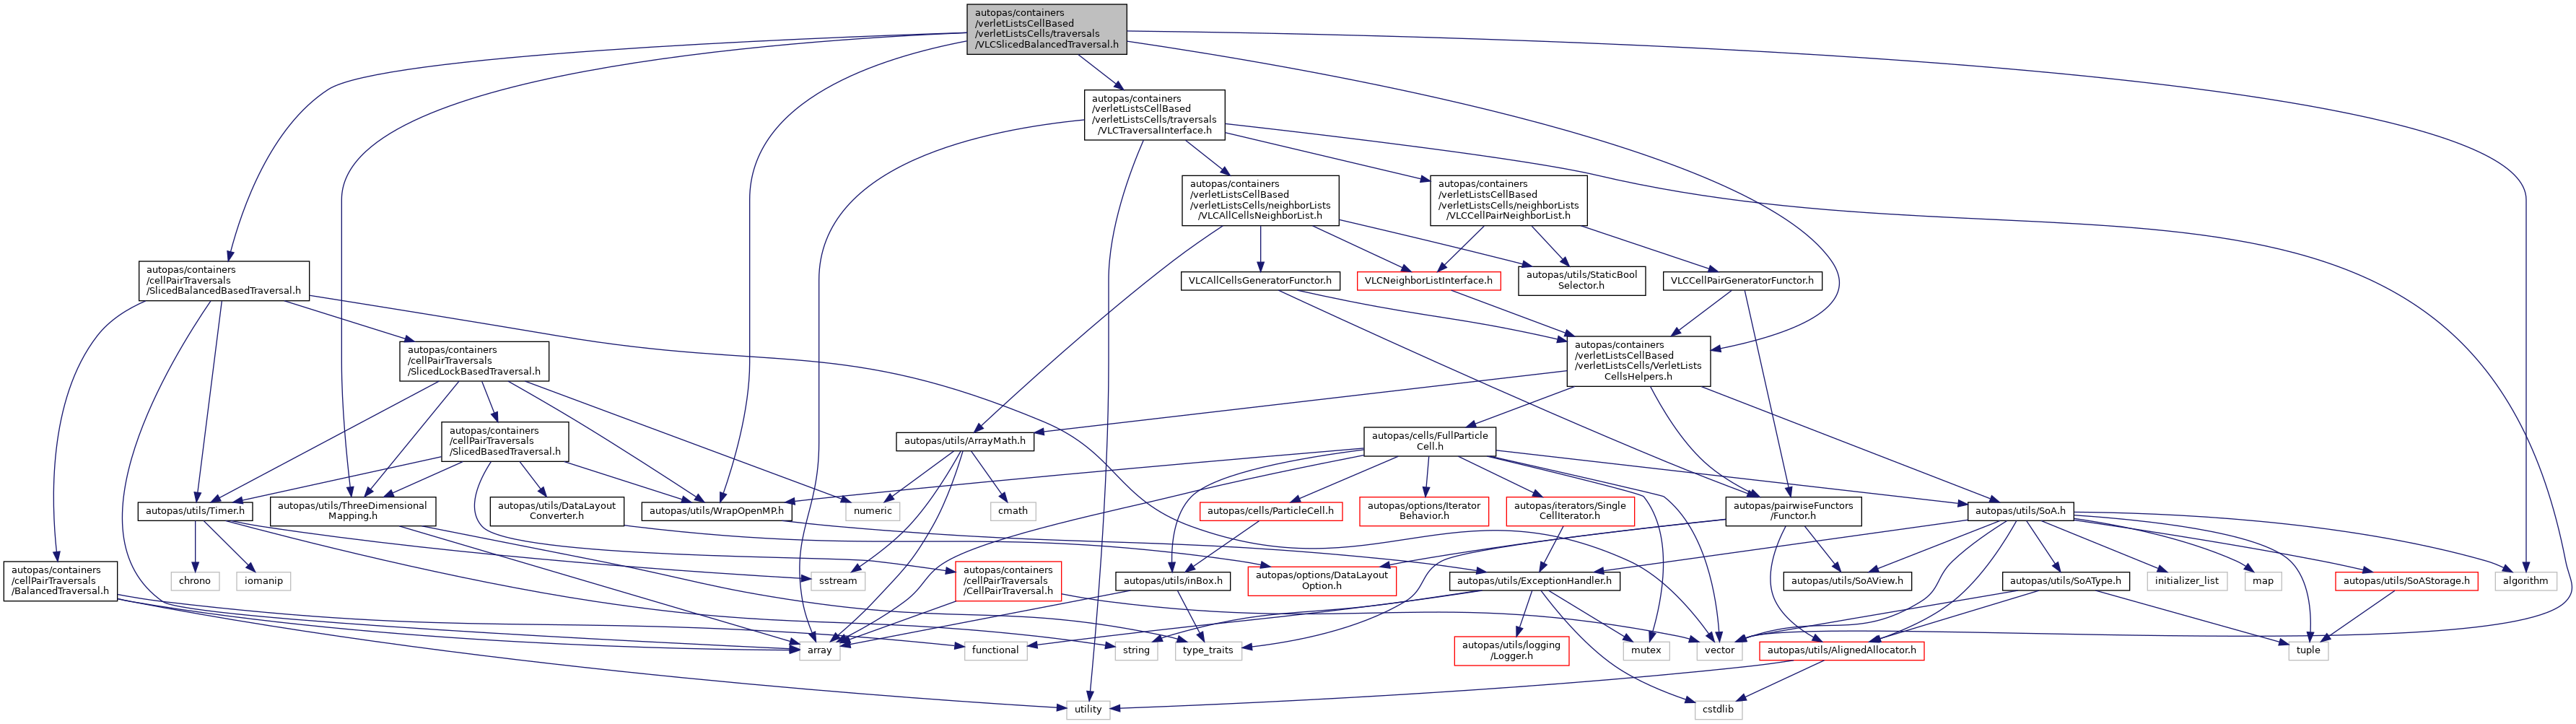 autopas/containers
/verletListsCellBased
/verletListsCells/traversals
/VLCSlicedBalancedTraversal.h
autopas/containers
/verletListsCellBased
/verletListsCells/traversals
/VLCTraversalInterface.h
autopas/containers
/verletListsCellBased
/verletListsCells/neighborLists
/VLCAllCellsNeighborList.h
autopas/containers
/verletListsCellBased
/verletListsCells/neighborLists
/VLCCellPairNeighborList.h
autopas/containers
/cellPairTraversals
/SlicedBalancedBasedTraversal.h
VLCAllCellsGeneratorFunctor.h
VLCNeighborListInterface.h
autopas/utils/StaticBool
Selector.h
VLCCellPairGeneratorFunctor.h
autopas/containers
/cellPairTraversals
/SlicedLockBasedTraversal.h
autopas/containers
/verletListsCellBased
/verletListsCells/VerletLists
CellsHelpers.h
autopas/containers
/cellPairTraversals
/SlicedBasedTraversal.h
autopas/utils/ArrayMath.h
autopas/cells/FullParticle
Cell.h
autopas/utils/Timer.h
autopas/utils/ThreeDimensional
Mapping.h
autopas/utils/DataLayout
Converter.h
autopas/utils/WrapOpenMP.h
numeric
cmath
autopas/cells/ParticleCell.h
autopas/options/Iterator
Behavior.h
autopas/iterators/Single
CellIterator.h
autopas/pairwiseFunctors
/Functor.h
autopas/utils/SoA.h
autopas/containers
/cellPairTraversals
/BalancedTraversal.h
chrono
iomanip
sstream
autopas/containers
/cellPairTraversals
/CellPairTraversal.h
autopas/utils/inBox.h
autopas/options/DataLayout
Option.h
autopas/utils/ExceptionHandler.h
autopas/utils/SoAView.h
autopas/utils/SoAType.h
initializer_list
map
autopas/utils/SoAStorage.h
algorithm
array
functional
string
type_traits
autopas/utils/logging
/Logger.h
mutex
vector
autopas/utils/AlignedAllocator.h
tuple
utility
cstdlib